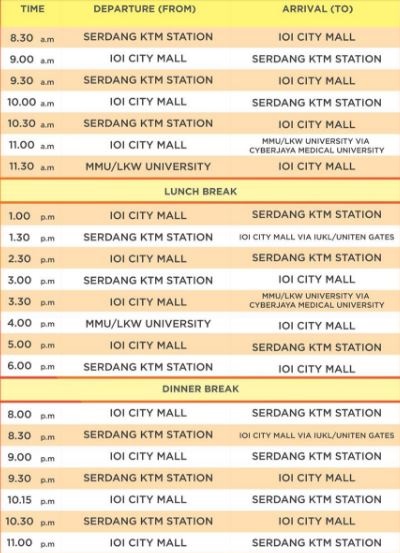 TIME DEPARTURE (FROM) ARRIVAL (TO)
8.30 a.m SERDANG KTM STATION IOI CITY MALL
9.00 a.m IOI CITY MALL SERDANG KTM STATION
9.30 a.m SERDANG KTM STATION IOI CITY MALL
10.00 a.m IOI CITY MALL SERDANG KTM STATION
10.30 a.m SERDANG KTM STATION IOI CITY MALL
11.00 a.m IOI CITY MALL MMU/LKW UNIVERSITY VIA
CYBERJAYA MEDICAL UNIVERSITY
11.30 a.m MMU/LKW UNIVERSITY IOI CITY MALL
LUNCH BREAK
1.00 p.m IOI CITY MALL SERDANG KTM STATION
1.30 p.m SERDANG KTM STATION IOI CITY MALL VIA IUKL/UNITEN GATES
2.30 p.m IOI CITY MALL SERDANG KTM STATION
3.00 p.m SERDANG KTM STATION IOI CITY MALL
3.30 p.m IOI CITY MALL MMU/LKW UNIVERSITY VIA
CYBERJAYA MEDICAL UNIVERSITY
4.00 p.m MMU/LKW UNIVERSITY IOI CITY MALL
5.00 p.m IOI CITY MALL SERDANG KTM STATION
6.00 p.m SERDANG KTM STATION IOI CITY MALL
DINNER BREAK
8.00 p.m IOI CITY MALL SERDANG KTM STATION
8.30 p.m SERDANG KTM STATION IOI CITY MALL VIA IUKL/UNITEN GATES
9.00 p.m IOI CITY MALL SERDANG KTM STATION
9.30 p.m SERDANG KTM STATION IOI CITY MALL
10.15 p.m IOI CITY MALL SERDANG KTM STATION
10.30 p.m SERDANG KTM STATION IOI CITY MALL
11.00 p.m IOI CITY MALL SERDANG KTM STATION